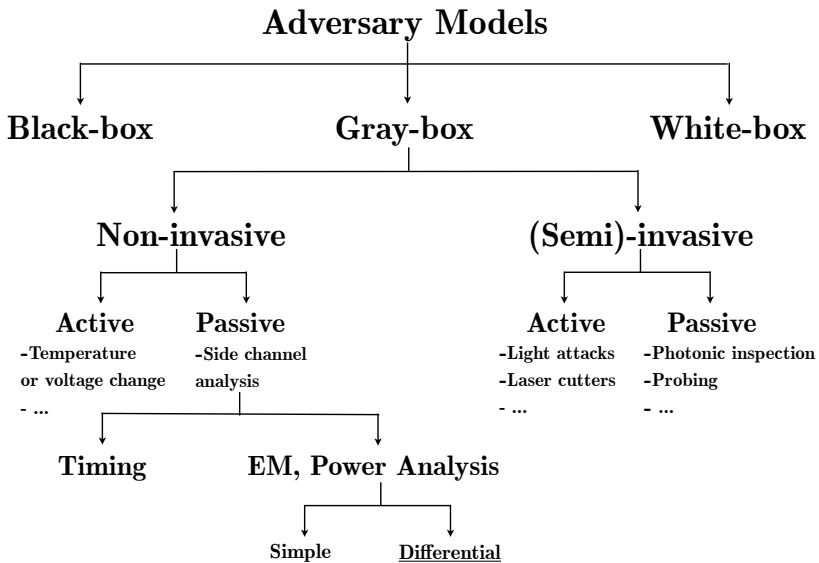 Adversary Models
Black-box
Gray-box
White-box
Non-invasive
(Semi)-invasive
Active
-Temperature
or voltage change
- ...
Passive
-Side channel
analysis
Active
-Light attacks
-Laser cutters
- ...
Passive
-Photonic inspection
-Probing
- ...
Timing
EM, Power Analysis
Simple
Differential